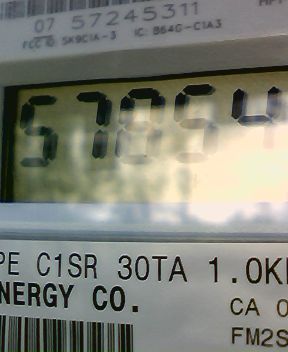 07 57245311
FCC ID: SK9CIA-3 IC: 864G-C1A3
57854
PE C1SR 30TA 1.0K
NERGY CO.
CA 0
FM2S